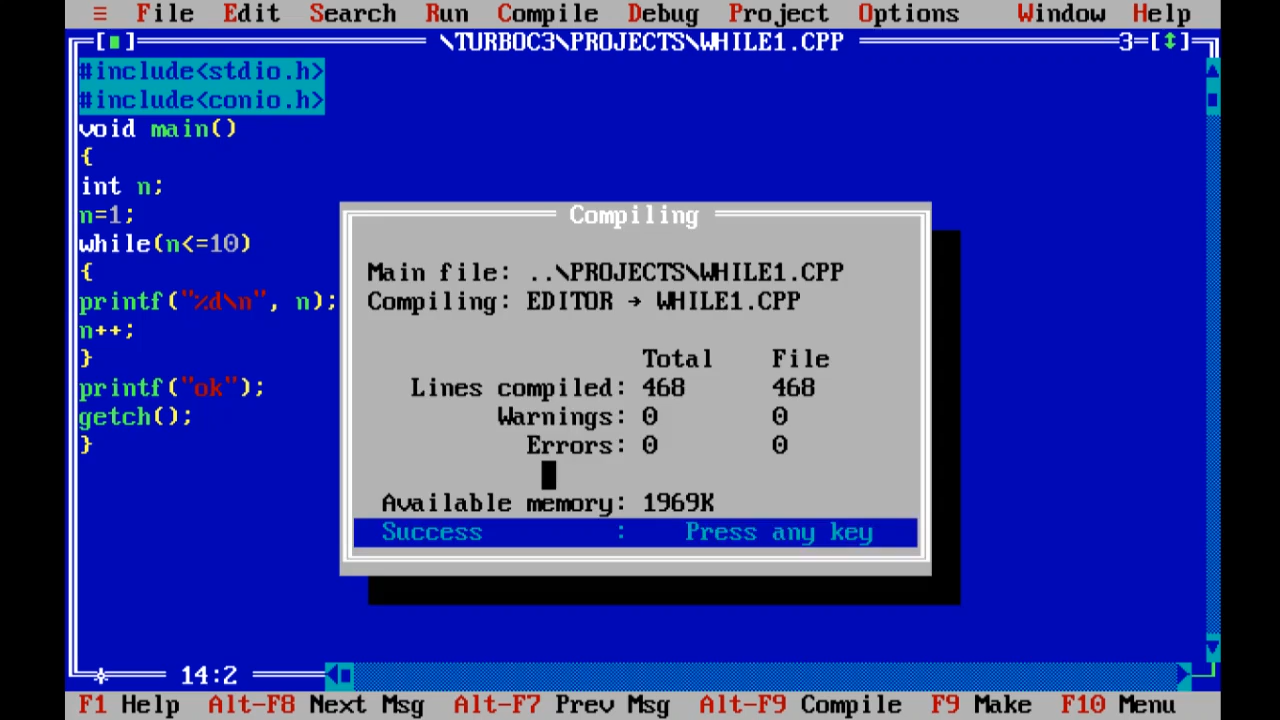 ≡ File Edit Search Run Compile Debug Project Options Window Help
[■] \TURBOC3\PROJECTS\WHILE1.CPP 3=[↕]
#include<stdio.h>
#include<conio.h>
void main()
{
int n;
n=1;
while(n<=10)
{
printf("%d\n", n);
n++;
}
printf("ok");
getch();
}
Compiling
Main file: ..\PROJECTS\WHILE1.CPP
Compiling: EDITOR → WHILE1.CPP
Total File
Lines compiled: 468 468
Warnings: 0 0
Errors: 0 0
Available memory: 1969K
Success : Press any key
14:2
F1 Help Alt-F8 Next Msg Alt-F7 Prev Msg Alt-F9 Compile F9 Make F10 Menu